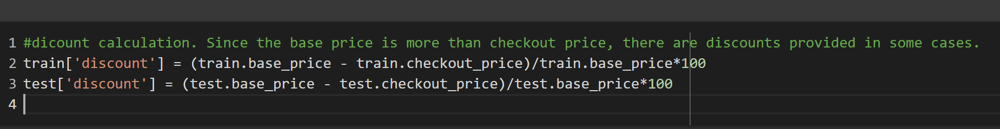 1 #dicount calculation. Since the base price is more than checkout price, there are discounts provided in some cases.
2 train['discount'] = (train.base_price - train.checkout_price)/train.base_price*100
3 test['discount'] = (test.base_price - test.checkout_price)/test.base_price*100
4